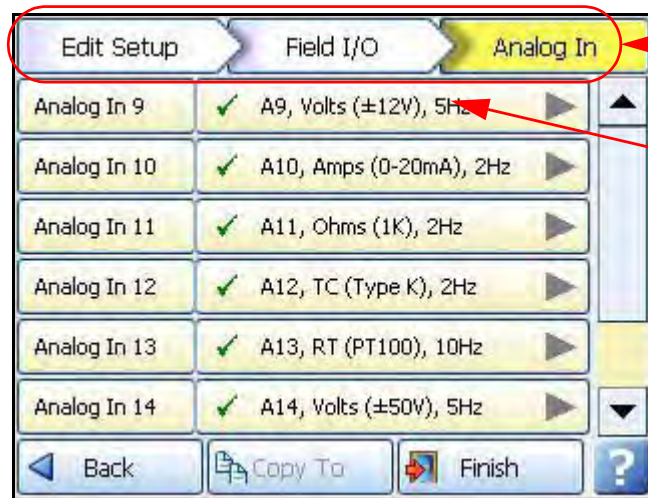 Edit Setup Field I/O Analog In
Analog In 9 A9, Volts (±12V), 5Hz
Analog In 10 A10, Amps (0-20mA), 2Hz
Analog In 11 A11, Ohms (1K), 2Hz
Analog In 12 A12, TC (Type K), 2Hz
Analog In 13 A13, RT (PT100), 10Hz
Analog In 14 A14, Volts (±50V), 5Hz
Back Copy To Finish ?